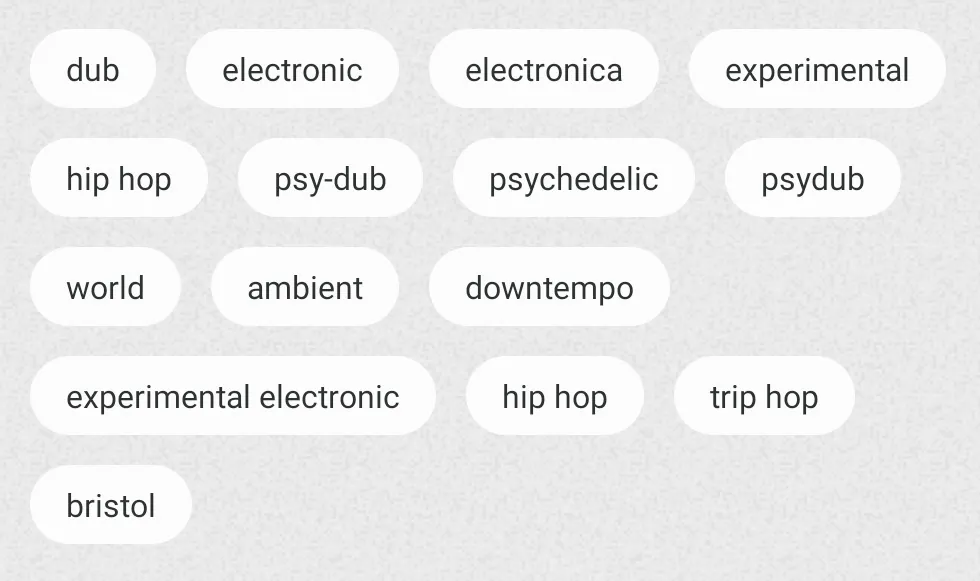 dub electronic electronica experimental
hip hop psy-dub psychedelic psydub
world ambient downtempo
experimental electronic hip hop trip hop
bristol